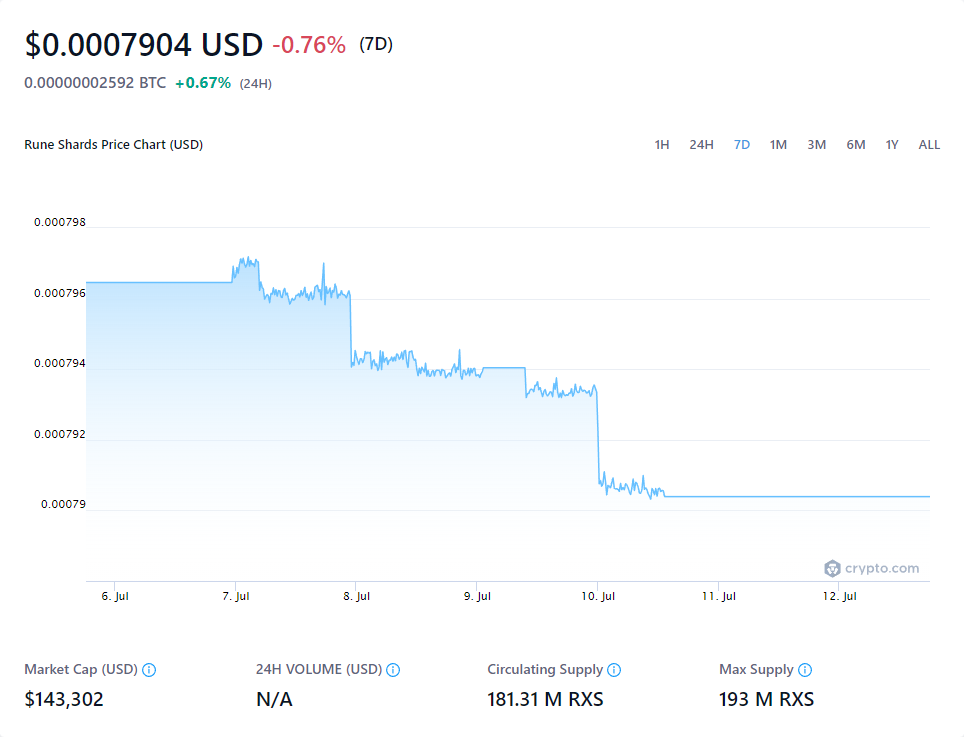 $0.0007904 USD -0.76% (7D)
0.00000002592 BTC +0.67% (24H)
Rune Shards Price Chart (USD) 1H 24H 7D 1M 3M 6M 1Y ALL
0.000798
0.000796
0.000794
0.000792
0.00079
crypto.com
6. Jul 7. Jul 8. Jul 9. Jul 10. Jul 11. Jul 12. Jul
Market Cap (USD) 24H VOLUME (USD) Circulating Supply Max Supply
$143,302 N/A 181.31 M RXS 193 M RXS